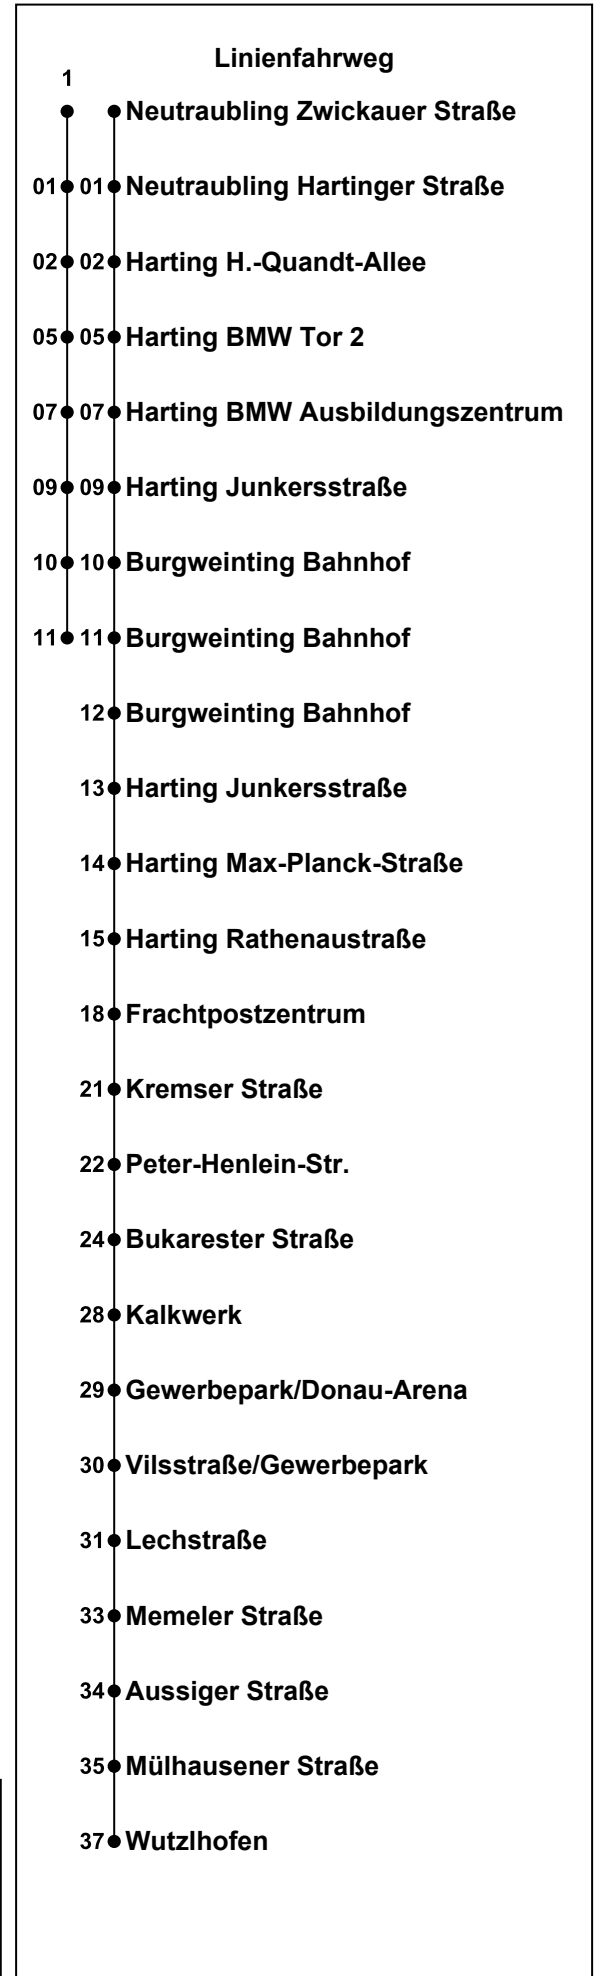 Linienfahrweg
1
Neutraubling Zwickauer Straße
01 01 Neutraubling Hartinger Straße
02 02 Harting H.-Quandt-Allee
05 05 Harting BMW Tor 2
07 07 Harting BMW Ausbildungszentrum
09 09 Harting Junkersstraße
10 10 Burgweinting Bahnhof
11 11 Burgweinting Bahnhof
12 Burgweinting Bahnhof
13 Harting Junkersstraße
14 Harting Max-Planck-Straße
15 Harting Rathenaustraße
18 Frachtpostzentrum
21 Kremser Straße
22 Peter-Henlein-Str.
24 Bukarester Straße
28 Kalkwerk
29 Gewerbepark/Donau-Arena
30 Vilsstraße/Gewerbepark
31 Lechstraße
33 Memeler Straße
34 Aussiger Straße
35 Mülhausener Straße
37 Wutzlhofen